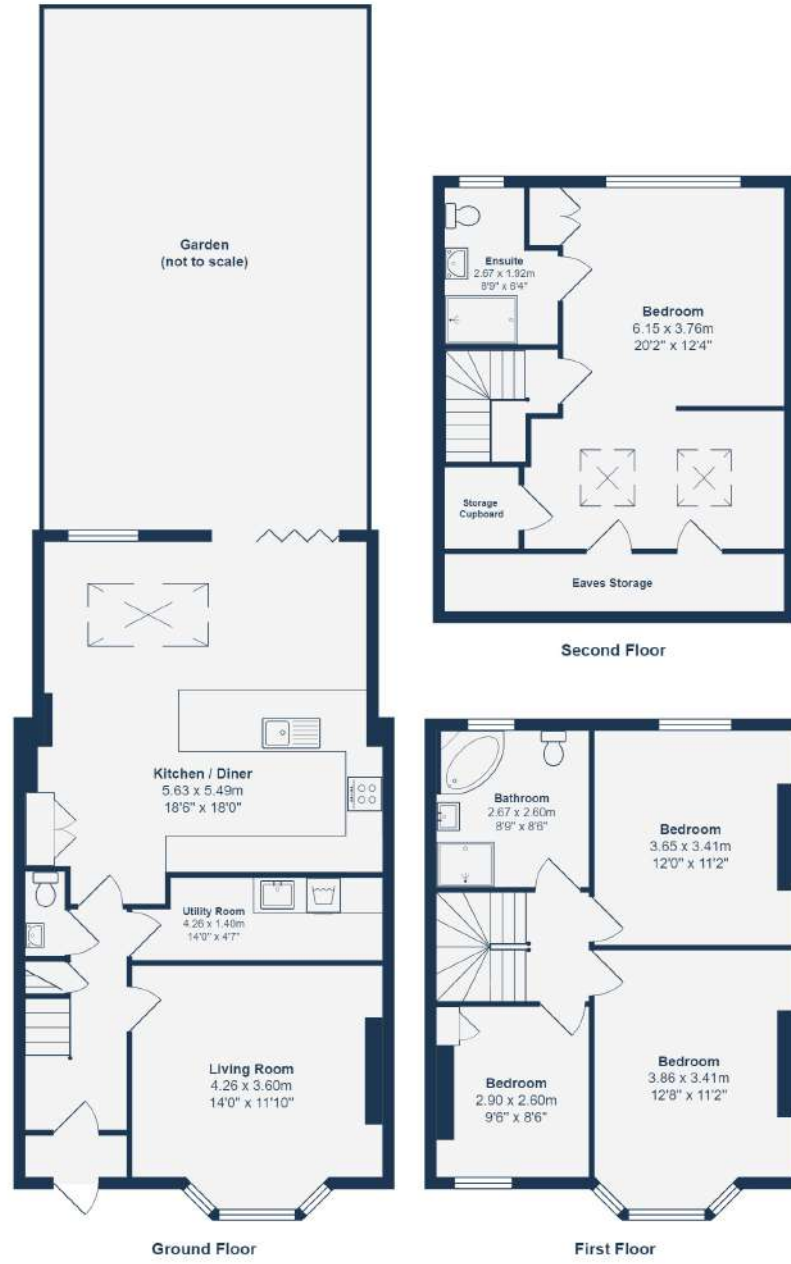 Garden
(not to scale)
Kitchen / Diner
5.63 x 5.49m
18'6" x 18'0"
Utility Room
4.26 x 1.40m
14'0" x 4'7"
Living Room
4.26 x 3.60m
14'0" x 11'10"
Ground Floor
Ensuite
2.67 x 1.92m
8'9" x 6'4"
Bedroom
6.15 x 3.76m
20'2" x 12'4"
Storage
Cupboard
Eaves Storage
Second Floor
Bathroom
2.67 x 2.60m
8'9" x 8'6"
Bedroom
3.65 x 3.41m
12'0" x 11'2"
Bedroom
2.90 x 2.60m
9'6" x 8'6"
Bedroom
3.86 x 3.41m
12'8" x 11'2"
First Floor